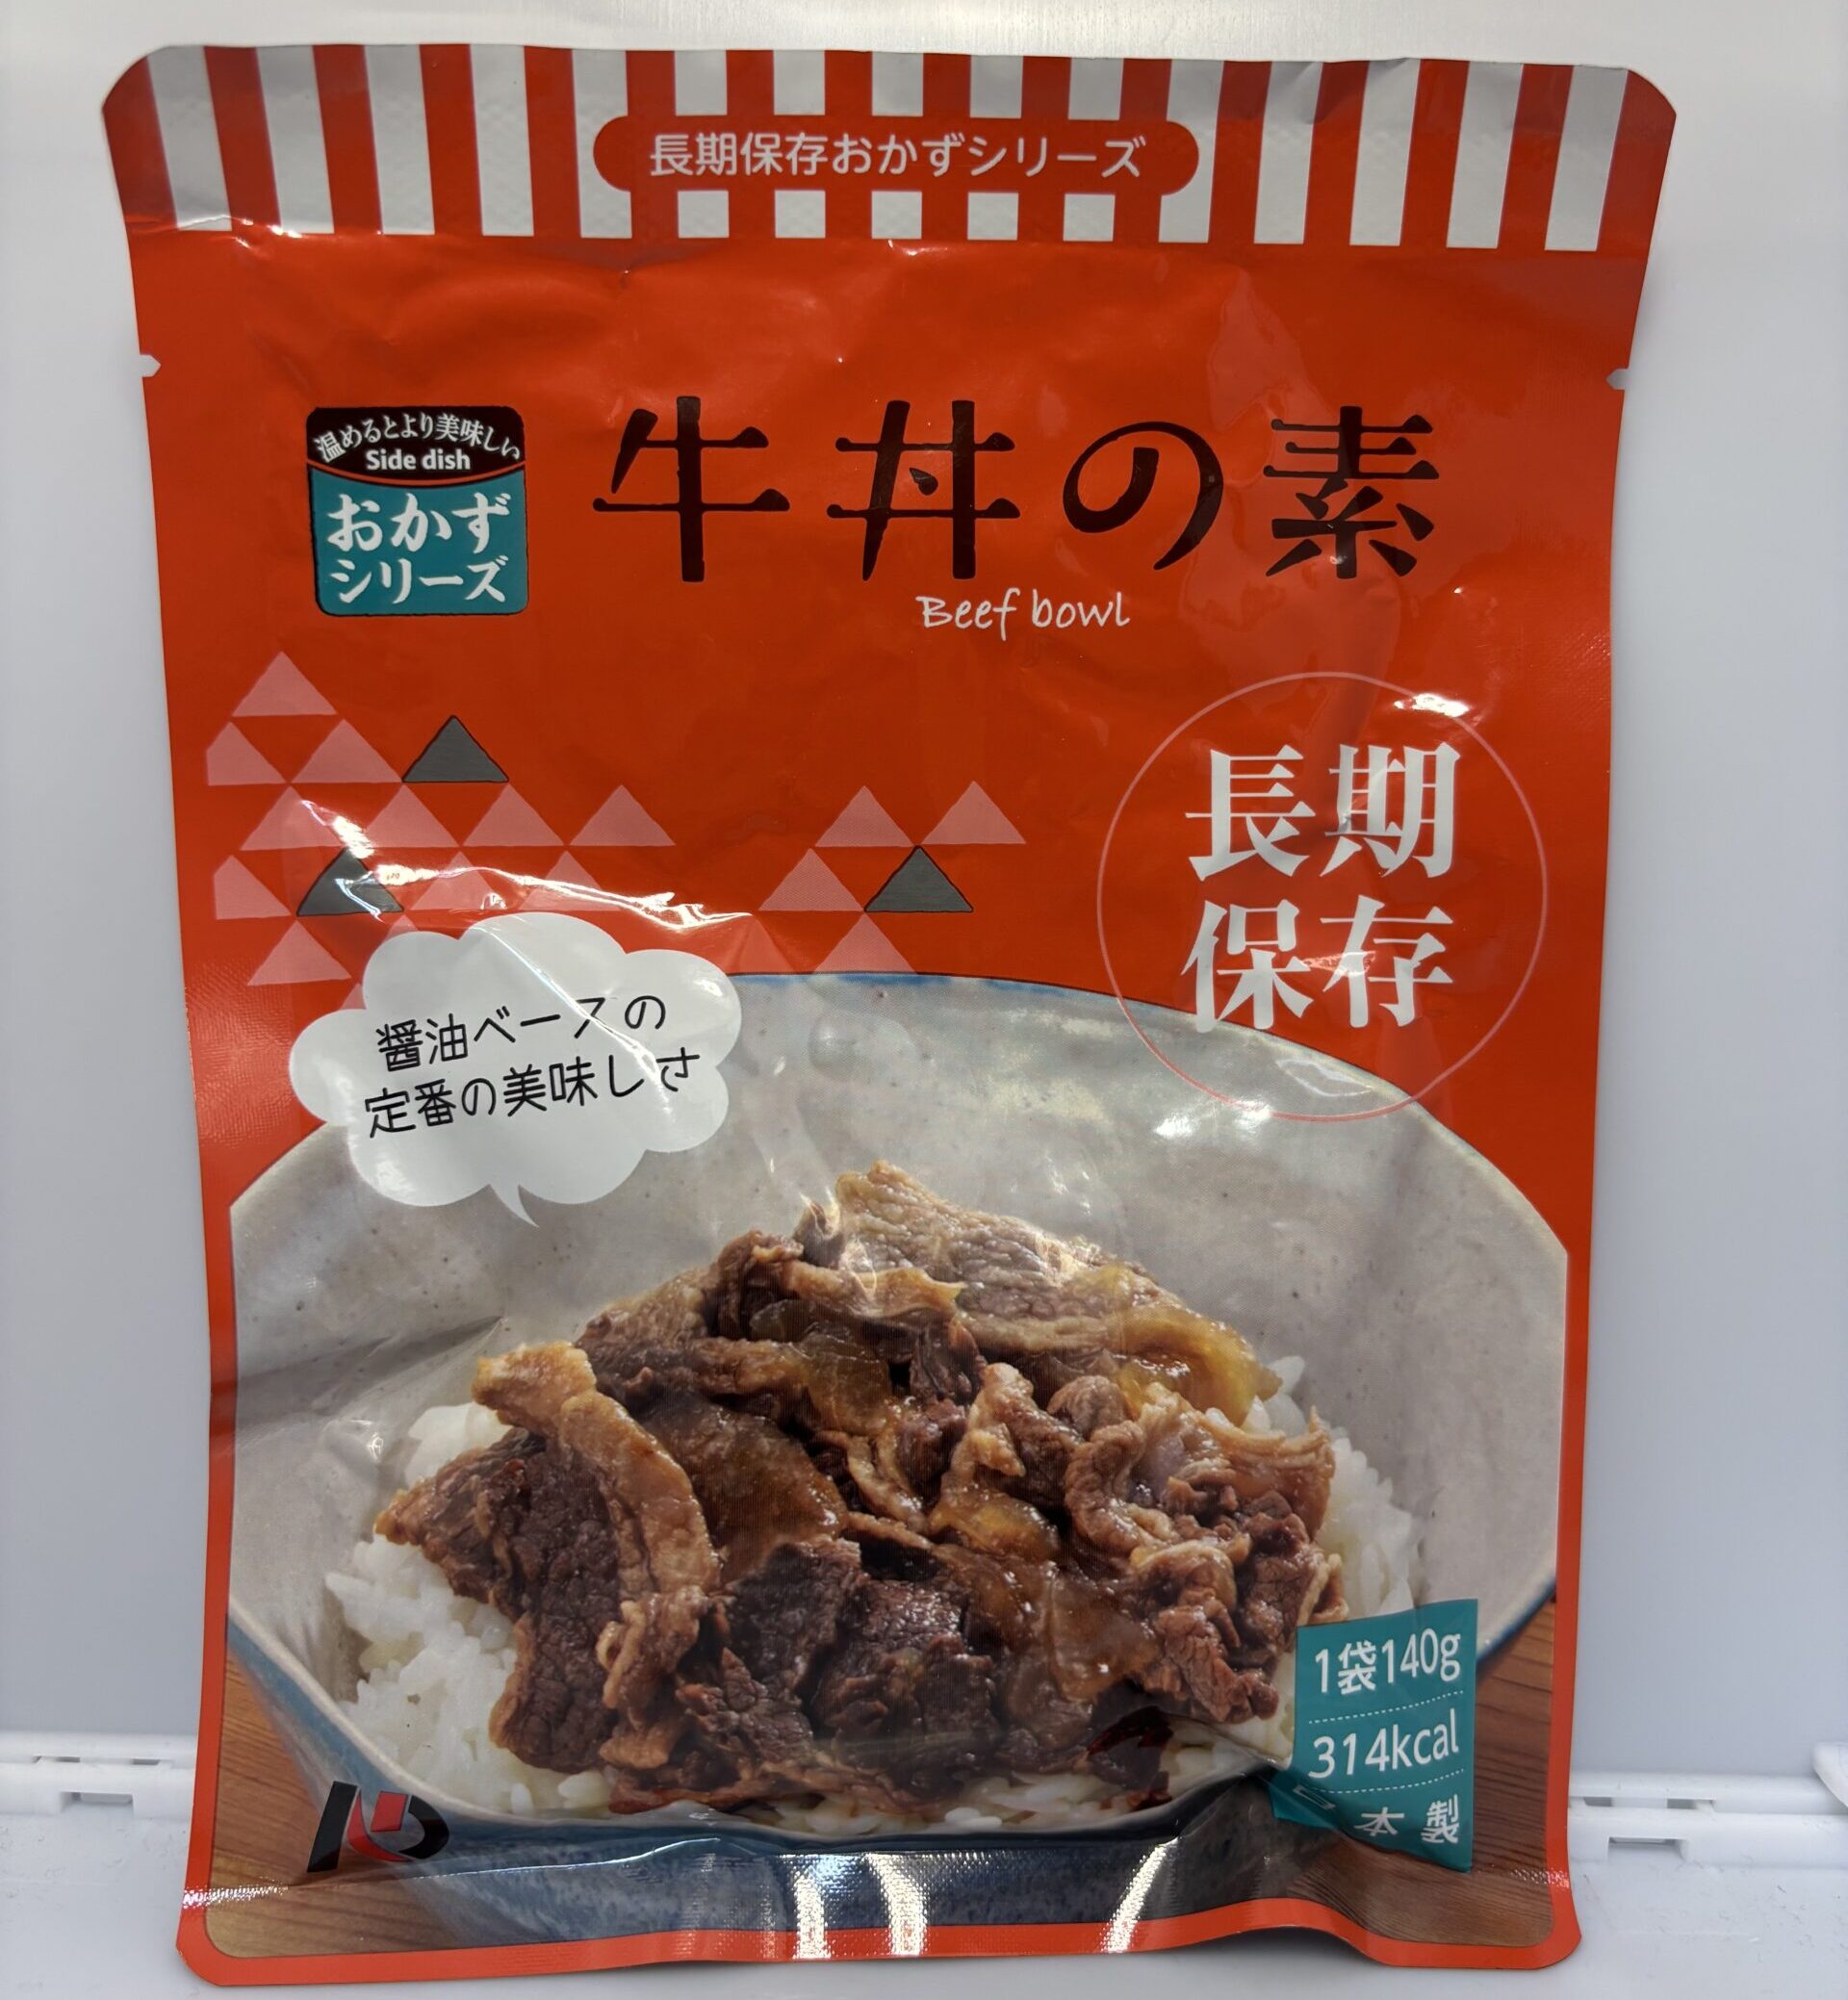 長期保存おかずシリーズ
温めるとより美味しい
Side dish
おかず
シリーズ
牛丼の素
Beef bowl
長期
保存
醤油ベースの
定番の美味しさ
1袋140g
314kcal
日本製